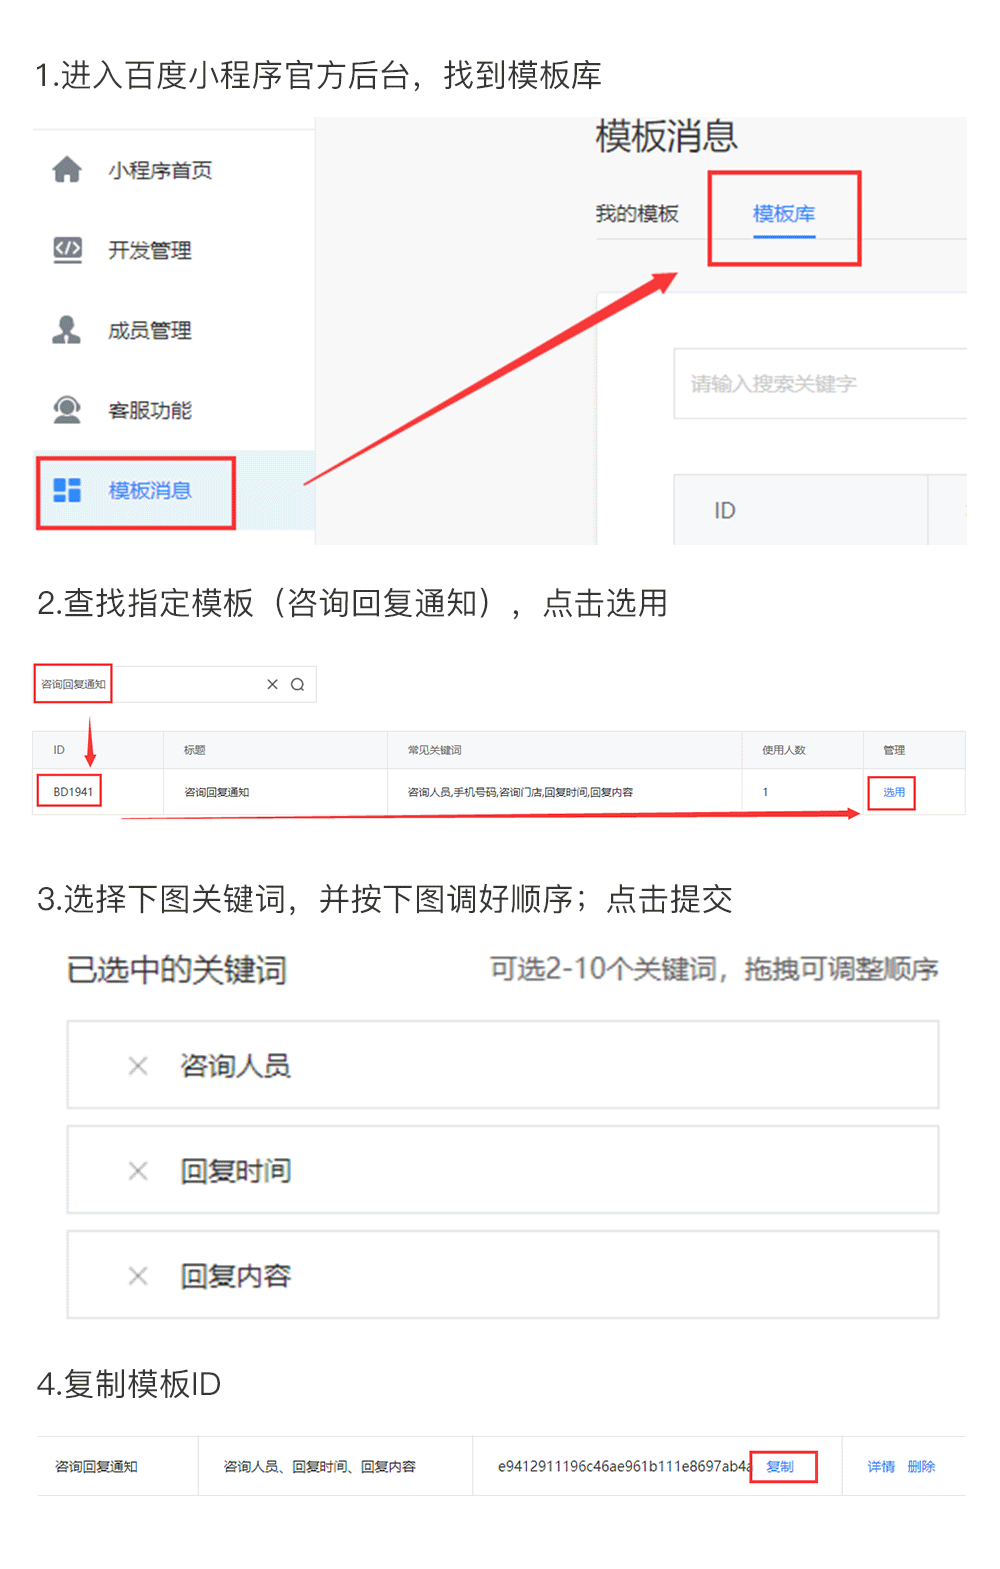 1.进入百度小程序官方后台，找到模板库
模板消息
小程序首页
我的模板 模板库
开发管理
成员管理
请输入搜索关键字
客服功能
模板消息
ID
2.查找指定模板（咨询回复通知），点击选用
咨询回复通知
ID 标题 常见关键词 使用人数 管理
BD1941 咨询回复通知 咨询人员,手机号码,咨询门店,回复时间,回复内容 1 选用
3.选择下图关键词，并按下图调好顺序；点击提交
已选中的关键词 可选2-10个关键词，拖拽可调整顺序
咨询人员
回复时间
回复内容
4.复制模板ID
咨询回复通知 咨询人员、回复时间、回复内容 e9412911196c46ae961b111e8697ab4a 复制 详情 删除